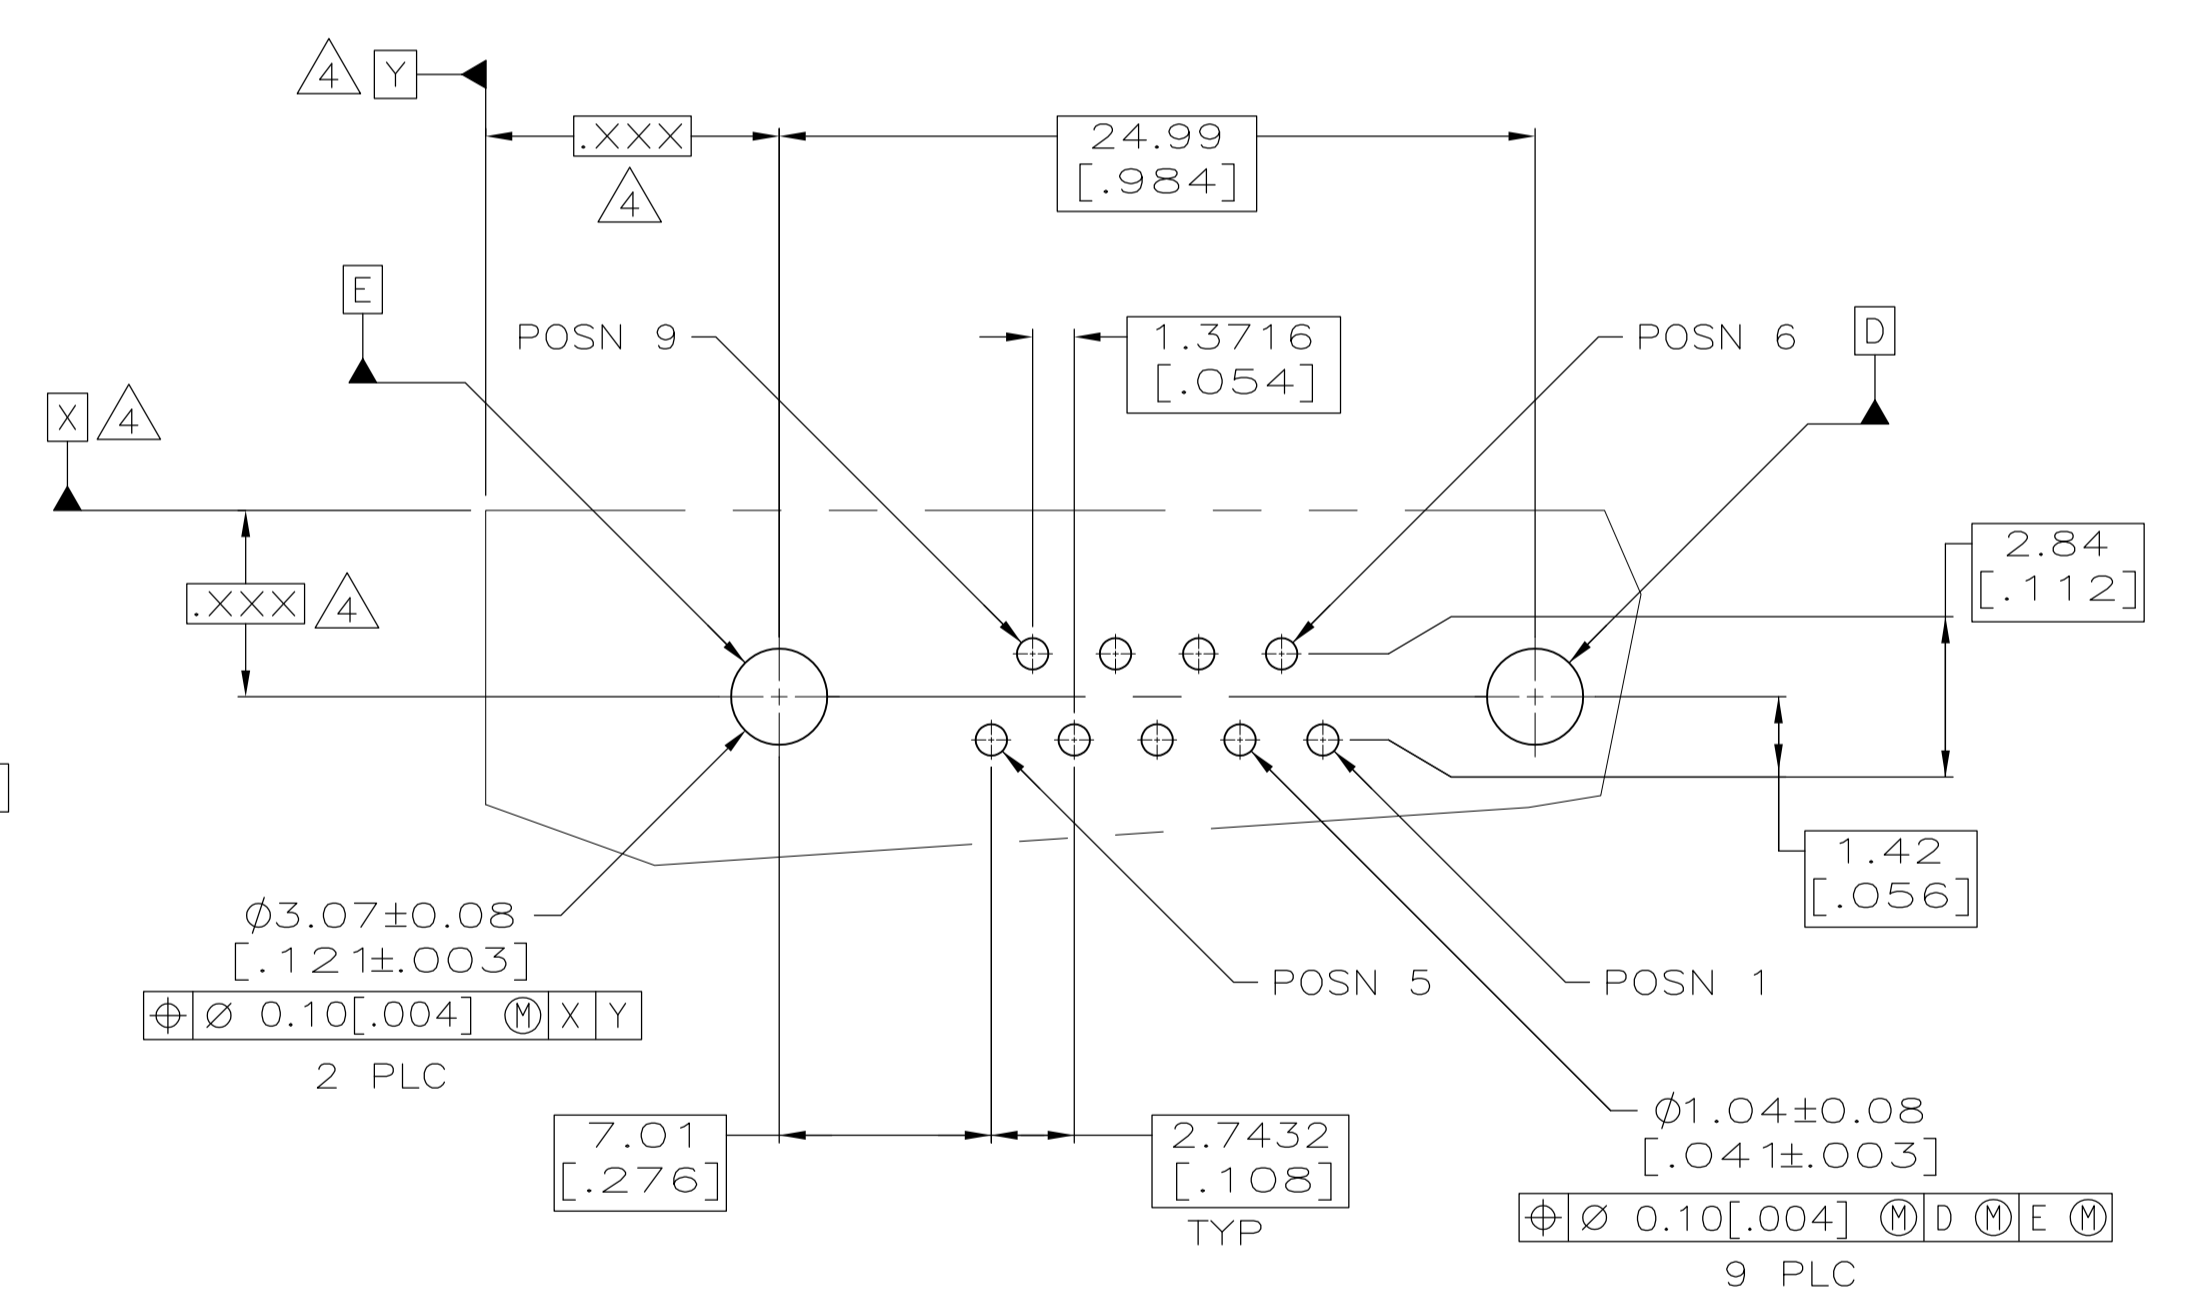 4 Y
.XXX
4
24.99
[.984]
E
POSN 9
1.3716
[.054]
POSN 6
D
X 4
.XXX 4
2.84
[.112]
1.42
[.056]
Ø3.07±0.08
[.121±.003]
⌖ Ø 0.10[.004] Ⓜ X Y
2 PLC
POSN 5
POSN 1
7.01
[.276]
2.7432
[.108]
TYP
Ø1.04±0.08
[.041±.003]
⌖ Ø 0.10[.004] Ⓜ D Ⓜ E Ⓜ
9 PLC